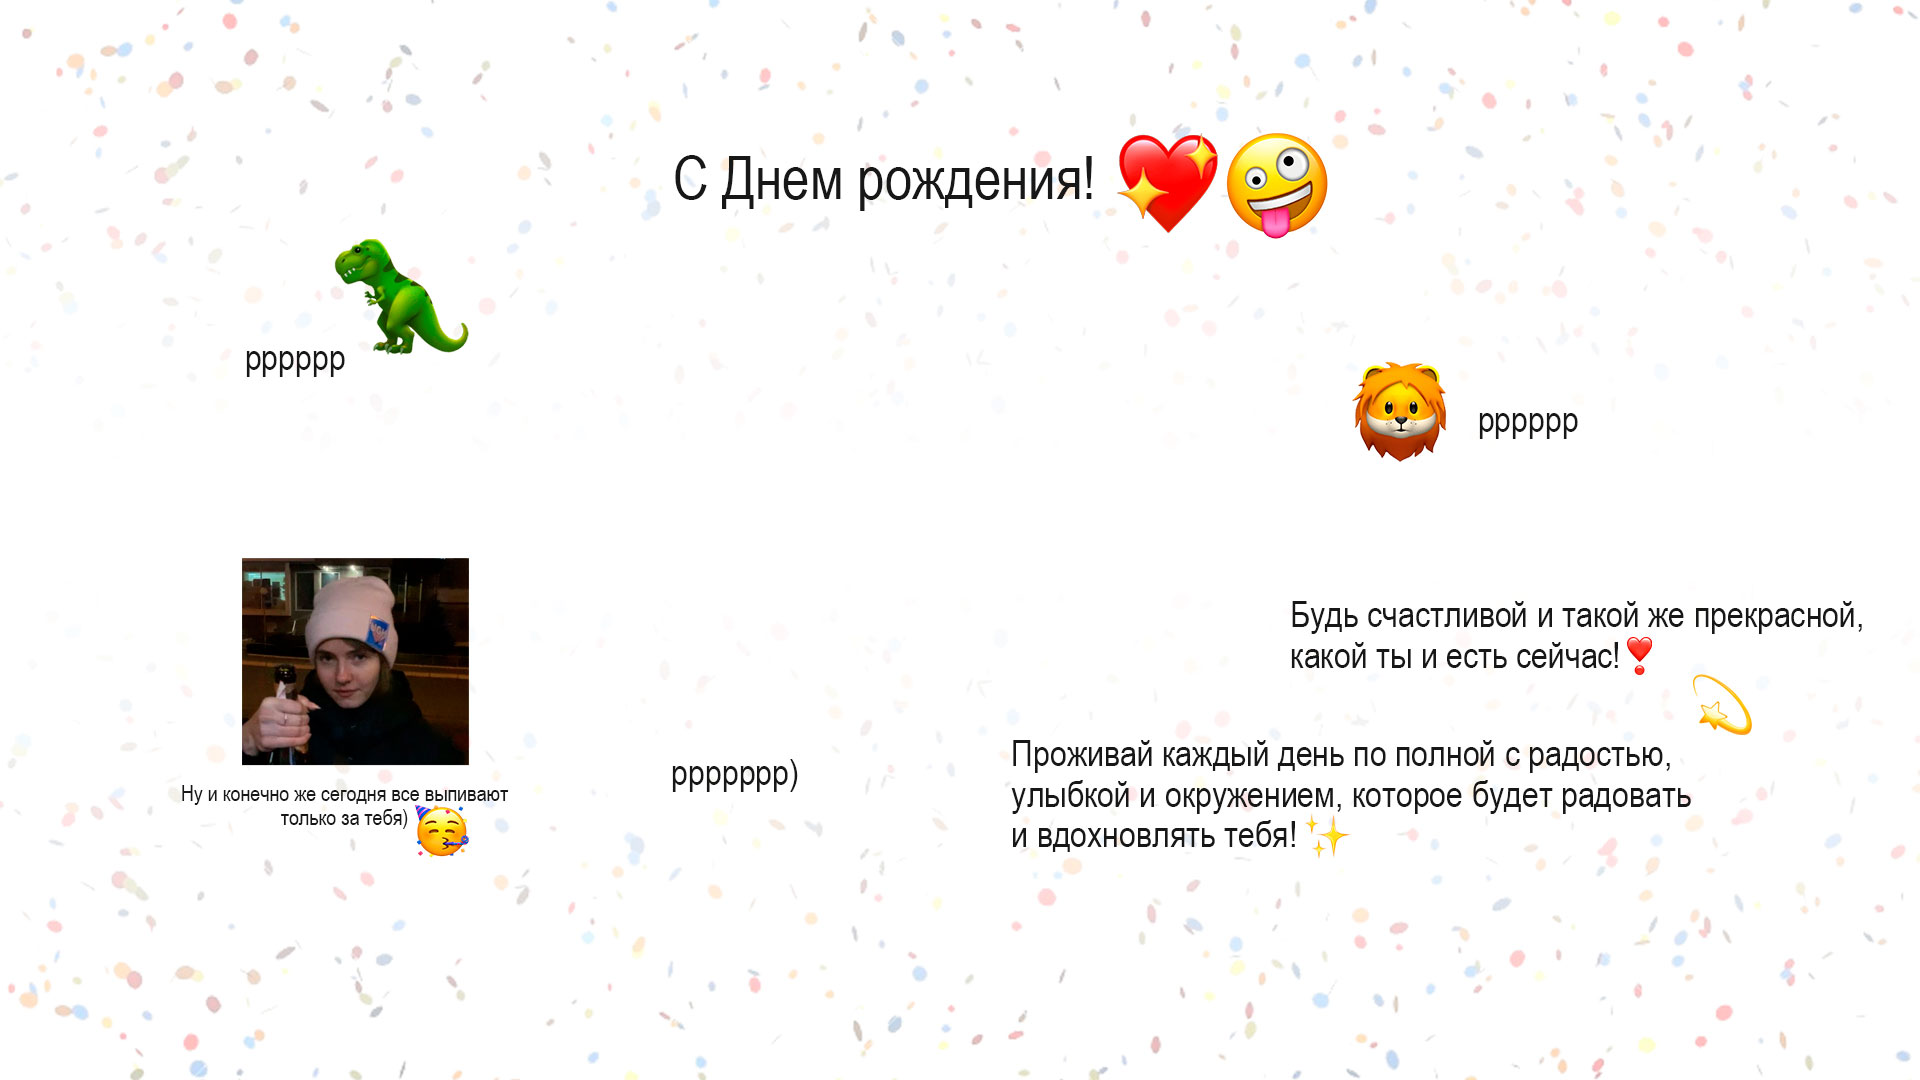 С Днем рождения!
рррррр
рррррр
Будь счастливой и такой же прекрасной,
какой ты и есть сейчас!
Проживай каждый день по полной с радостью,
улыбкой и окружением, которое будет радовать
и вдохновлять тебя!
ррррррр)
Ну и конечно же сегодня все выпивают
только за тебя)